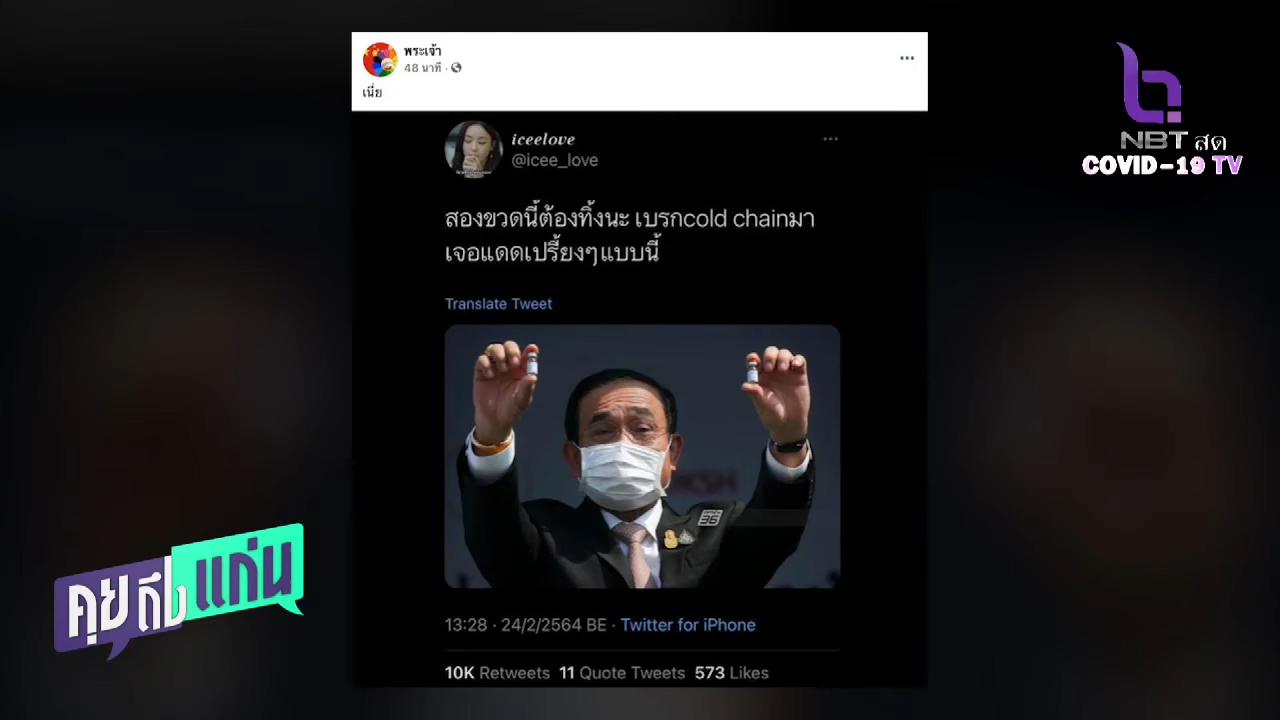 พระเจ้า
48 นาที ·
เนี่ย
iceelove
@icee_love
สองขวดนี้ต้องทิ้งนะ เบรกcold chainมา
เจอแดดเปรี้ยงๆแบบนี้
Translate Tweet
36
13:28 · 24/2/2564 BE · Twitter for iPhone
10K Retweets 11 Quote Tweets 573 Likes
NBT สด
COVID-19 TV
คุยถึงแก่น